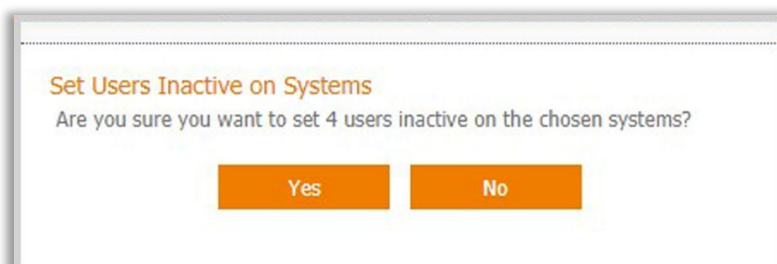 Set Users Inactive on Systems
Are you sure you want to set 4 users inactive on the chosen systems?
Yes No